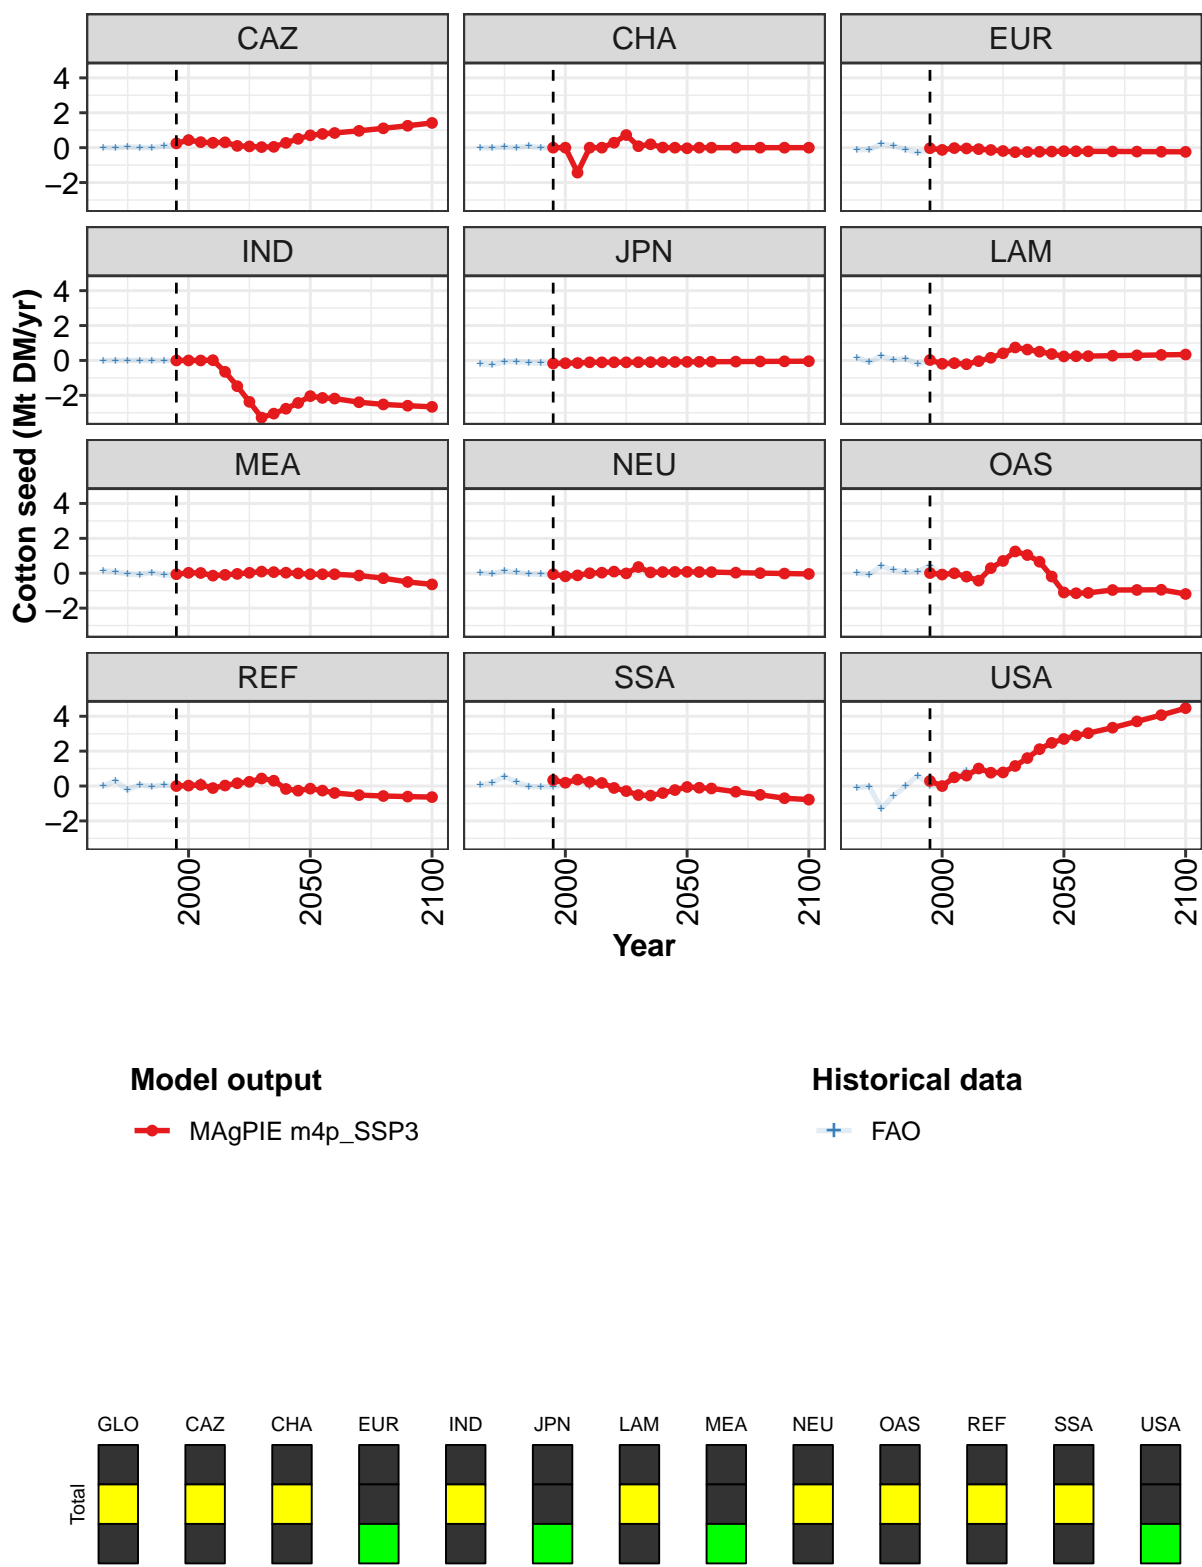 CAZ CHA EUR
4
2
0
−2
IND JPN LAM
4
2
0
−2
MEA NEU OAS
4
2
0
−2
REF SSA USA
4
2
0
−2
Cotton seed (Mt DM/yr)
2000 2050 2100 2000 2050 2100 2000 2050 2100
Year
Model output Historical data
MAgPIE m4p_SSP3 FAO
GLO CAZ CHA EUR IND JPN LAM MEA NEU OAS REF SSA USA
Total